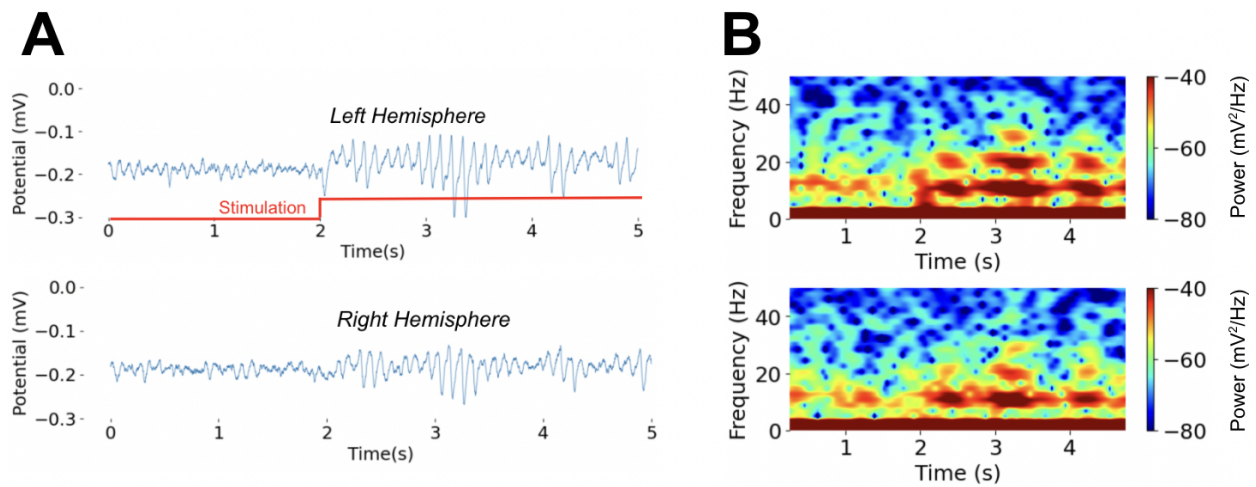 A
0.0
−0.1
−0.2
−0.3
Potential (mV)
Left Hemisphere
Stimulation
0 1 2 3 4 5
Time(s)
0.0
−0.1
−0.2
−0.3
Potential (mV)
Right Hemisphere
0 1 2 3 4 5
Time(s)
B
40
20
0
Frequency (Hz)
1 2 3 4
Time (s)
−40
−60
−80
Power (mV²/Hz)
40
20
0
Frequency (Hz)
1 2 3 4
Time (s)
−40
−60
−80
Power (mV²/Hz)